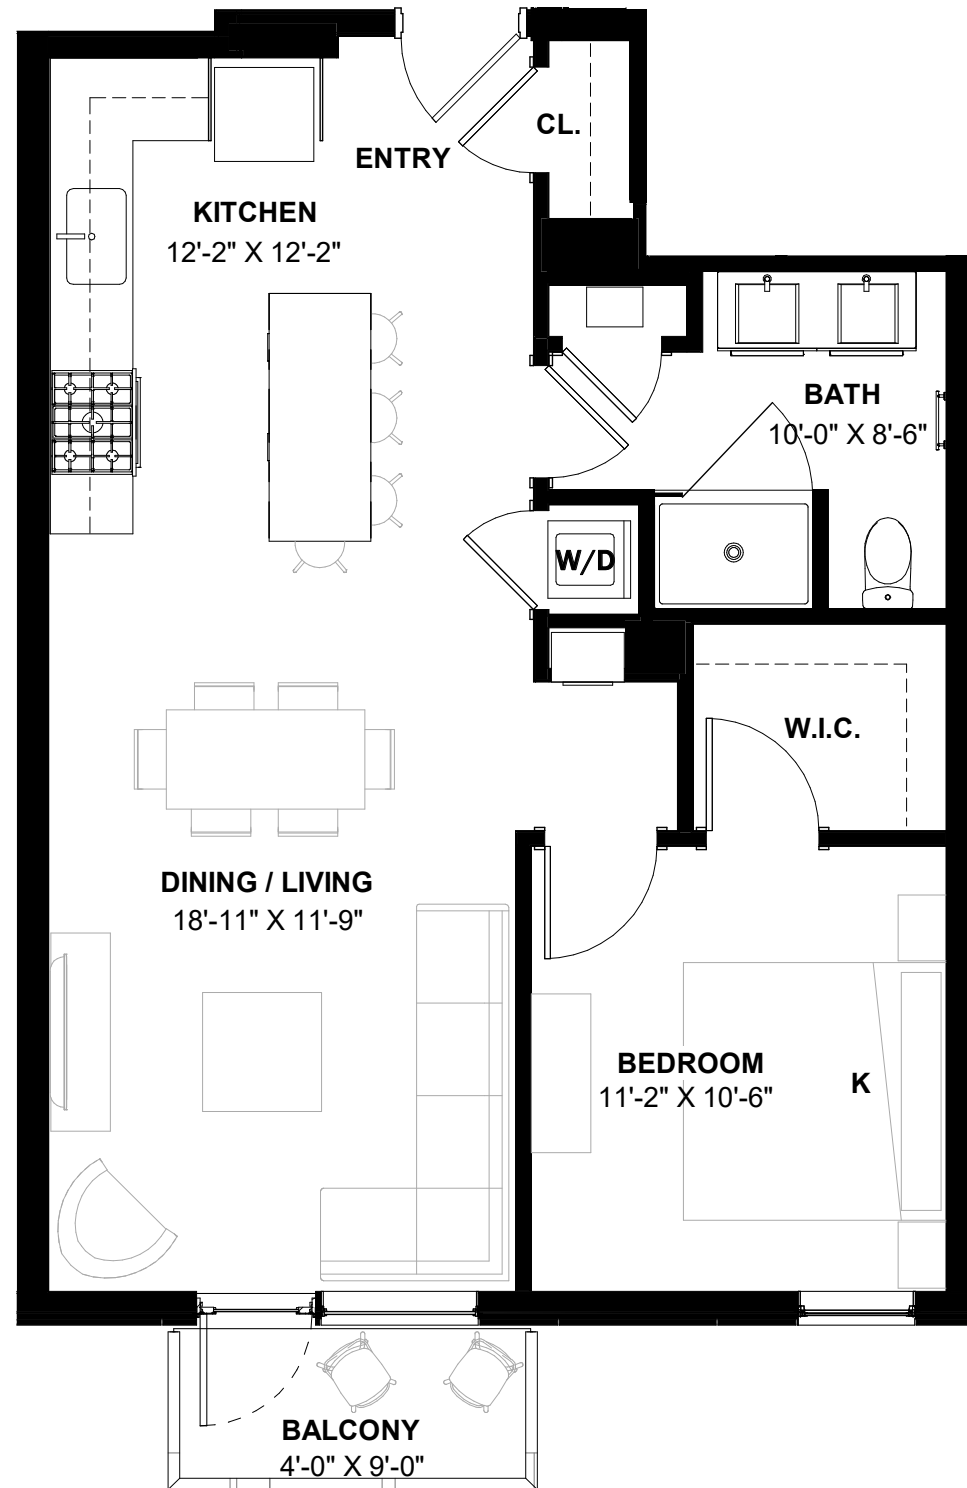 CL.
ENTRY
KITCHEN
12'-2" X 12'-2"
BATH
10'-0" X 8'-6"
W/D
W.I.C.
DINING / LIVING
18'-11" X 11'-9"
BEDROOM
11'-2" X 10'-6"
K
BALCONY
4'-0" X 9'-0"